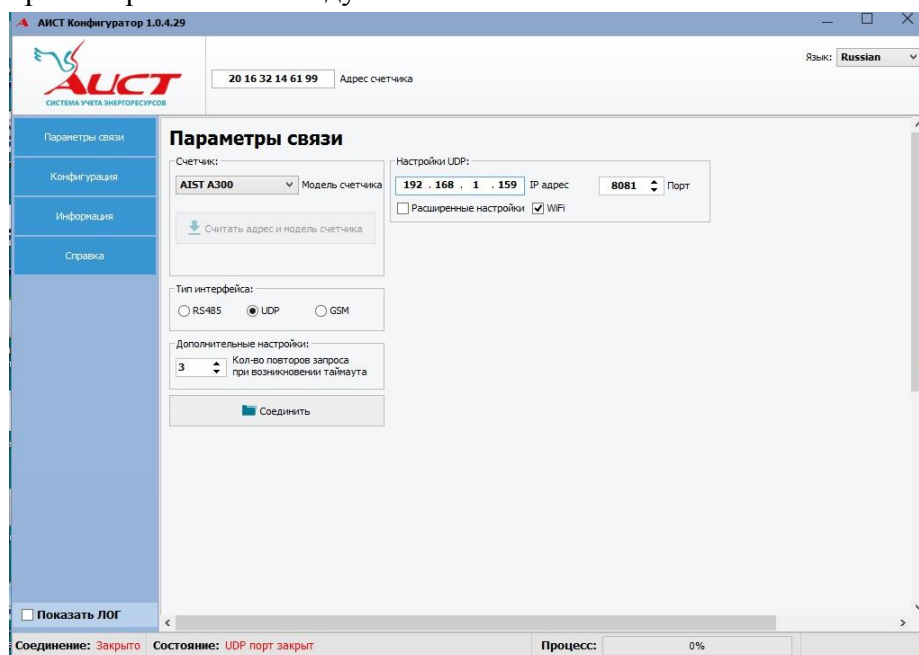 АИСТ Конфигуратор 1.0.4.29
Язык: Russian
АИСТ
СИСТЕМА УЧЕТА ЭНЕРГОРЕСУРСОВ
20 16 32 14 61 99 Адрес счетчика
Параметры связи
Конфигурация
Информация
Справка
Параметры связи
Счетчик:
AIST A300 Модель счетчика
Считать адрес и модель счетчика
Настройки UDP:
192 . 168 . 1 . 159 IP адрес 8081 Порт
Расширенные настройки WiFi
Тип интерфейса:
RS485 UDP GSM
Дополнительные настройки:
3 Кол-во повторов запроса
при возникновении таймаута
Соединить
Показать ЛОГ
Соединение: Закрыто Состояние: UDP порт закрыт Процесс: 0%